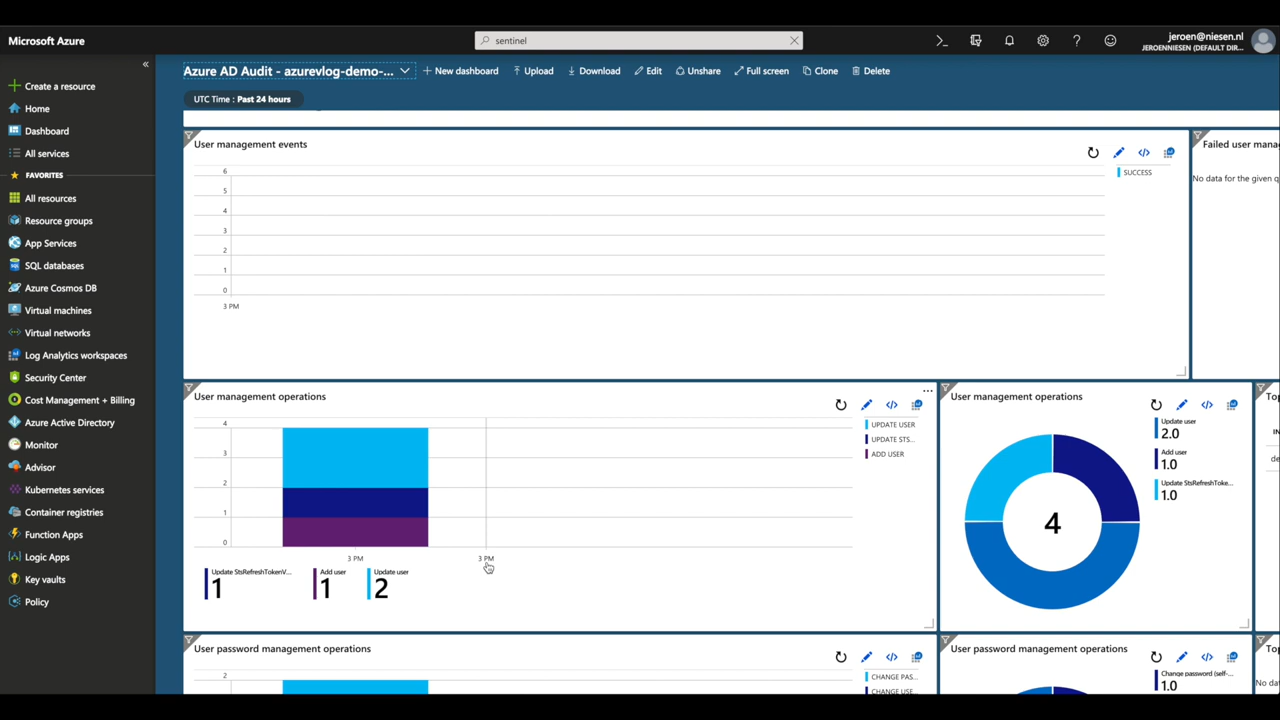 Microsoft Azure
sentinel
jeroen@niesen.nl
JEROENNIESEN (DEFAULT DIR...
Create a resource
Home
Dashboard
All services
FAVORITES
All resources
Resource groups
App Services
SQL databases
Azure Cosmos DB
Virtual machines
Virtual networks
Log Analytics workspaces
Security Center
Cost Management + Billing
Azure Active Directory
Monitor
Advisor
Kubernetes services
Container registries
Function Apps
Logic Apps
Key vaults
Policy
Azure AD Audit - azurevlog-demo-...
New dashboard
Upload
Download
Edit
Unshare
Full screen
Clone
Delete
UTC Time : Past 24 hours
User management events
6
5
4
3
2
1
0
3 PM
SUCCESS
Failed user mana
No data for the given q
User management operations
4
3
2
1
0
3 PM
3 PM
UPDATE USER
UPDATE STS...
ADD USER
Update StsRefreshTokenV...
1
Add user
1
Update user
2
User management operations
4
Update user
2.0
Add user
1.0
Update StsRefreshToke...
1.0
To
IN
de
User password management operations
2
CHANGE PAS...
CHANGE USE...
User password management operations
Change password (self-...
1.0
To
No dat